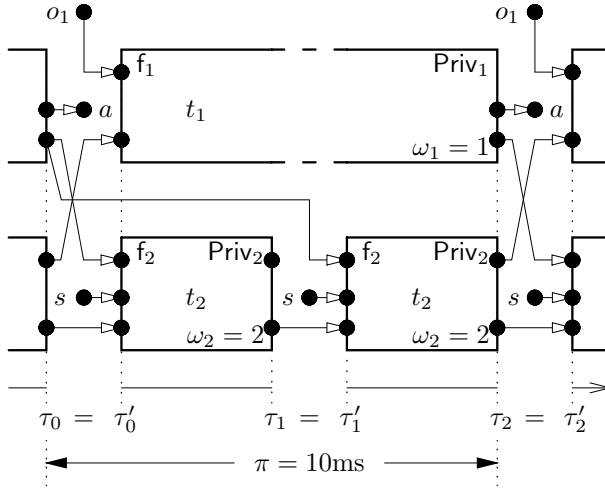 o₁ o₁
f₁ Priv₁
a t₁ a
ω₁ = 1
f₂ Priv₂ f₂ Priv₂
s t₂ s t₂ s
ω₂ = 2 ω₂ = 2
τ₀ = τ′₀ τ₁ = τ′₁ τ₂ = τ′₂
π = 10ms